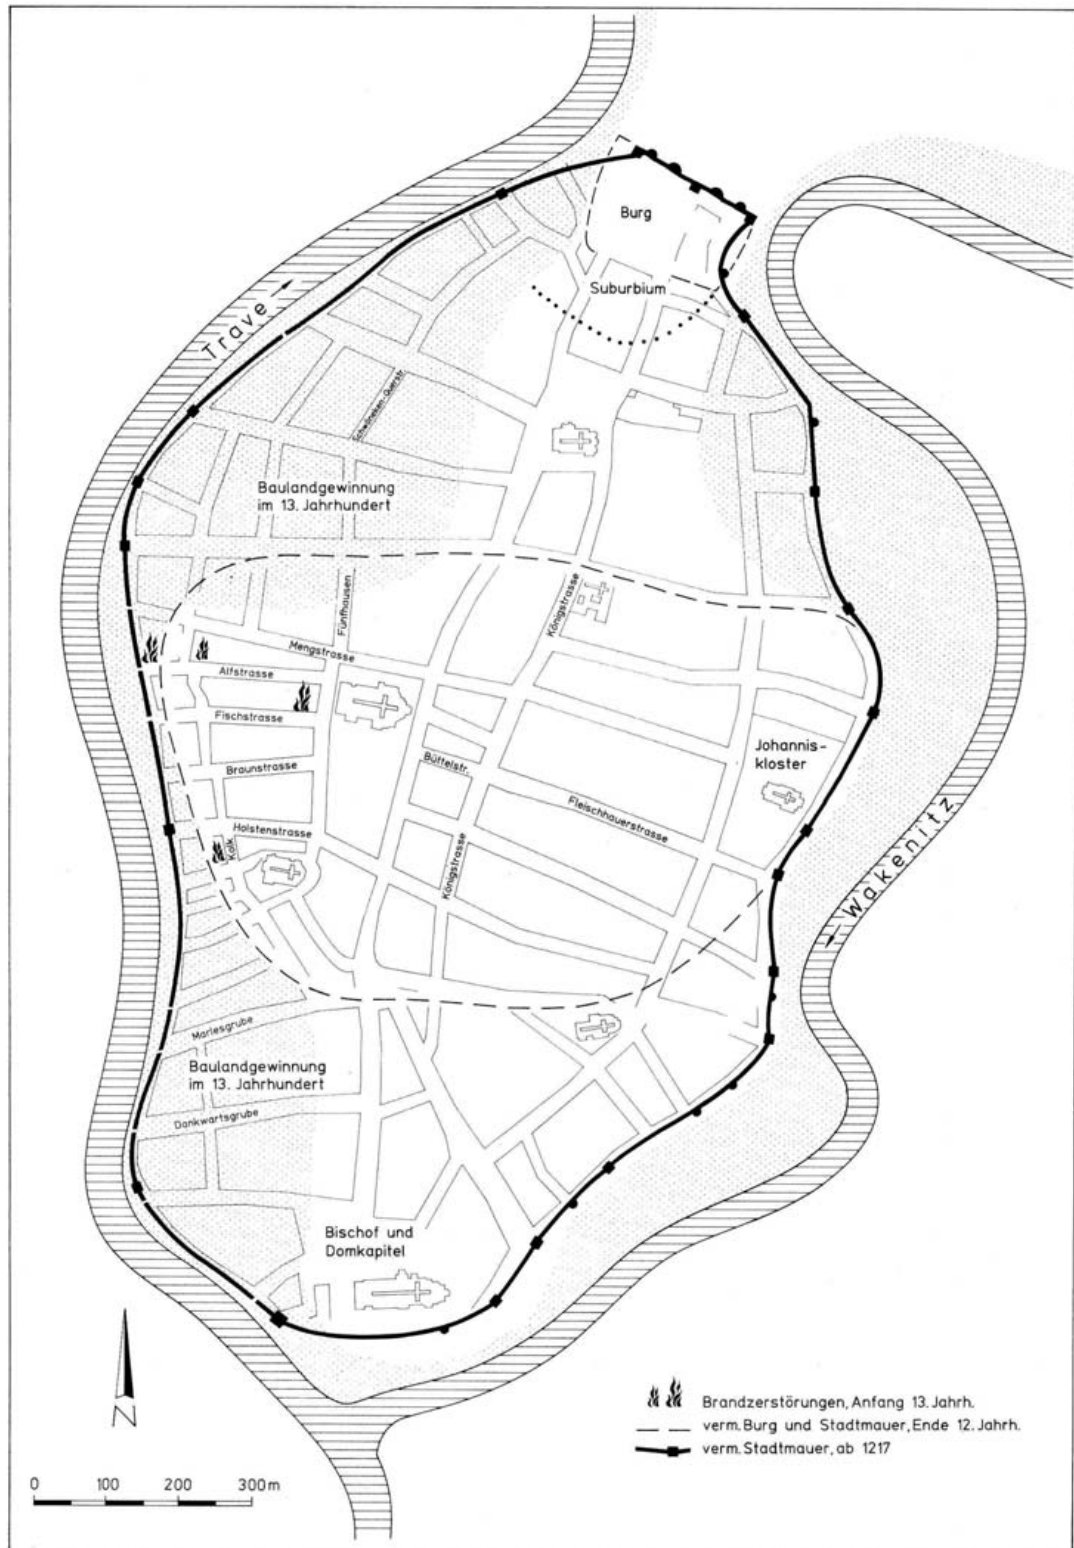 Burg
Suburbium
Trave
Schwöneken-Querstr.
Baulandgewinnung
im 13. Jahrhundert
Fünfhausen
Königstrasse
Mengstrasse
Alfstrasse
Fischstrasse
Braunstrasse
Büttelstr.
Johannis-
kloster
Fleischhauerstrasse
Holstenstrasse
Kolk
Königstrasse
Wakenitz
Marlesgrube
Baulandgewinnung
im 13. Jahrhundert
Dankwartsgrube
Bischof und
Domkapitel
N
Brandzerstörungen, Anfang 13. Jahrh.
verm. Burg und Stadtmauer, Ende 12. Jahrh.
verm. Stadtmauer, ab 1217
0 100 200 300 m